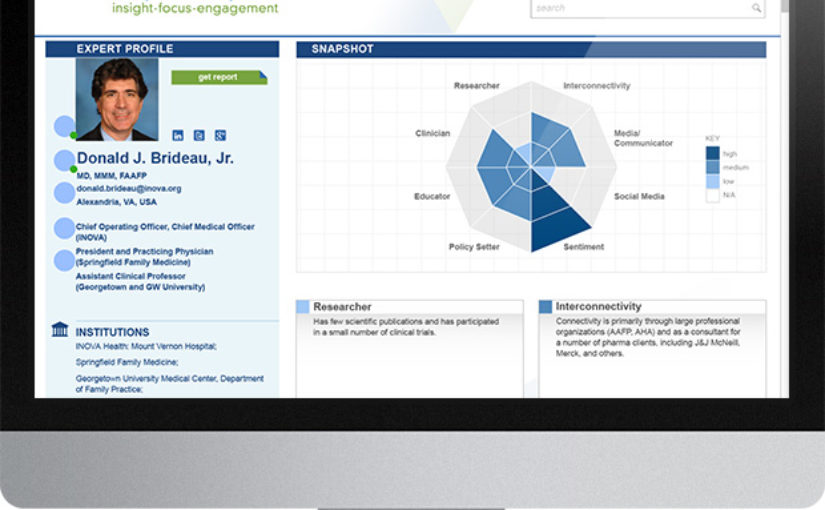 insight-focus-engagement
search
EXPERT PROFILE
get report
Donald J. Brideau, Jr.
MD, MMM, FAAFP
donald.brideau@inova.org
Alexandria, VA, USA
Chief Operating Officer, Chief Medical Officer
(INOVA)
President and Practicing Physician
(Springfield Family Medicine)
Assistant Clinical Professor
(Georgetown and GW University)
INSTITUTIONS
INOVA Health: Mount Vernon Hospital;
Springfield Family Medicine;
Georgetown University Medical Center, Department
of Family Practice;
SNAPSHOT
Researcher
Interconnectivity
Clinician
Media/
Communicator
Educator
Social Media
Policy Setter
Sentiment
KEY
high
medium
low
N/A
Researcher
Has few scientific publications and has participated
in a small number of clinical trials.
Interconnectivity
Connectivity is primarily through large professional
organizations (AAFP, AHA) and as a consultant for
a number of pharma clients, including J&J McNeill,
Merck, and others.